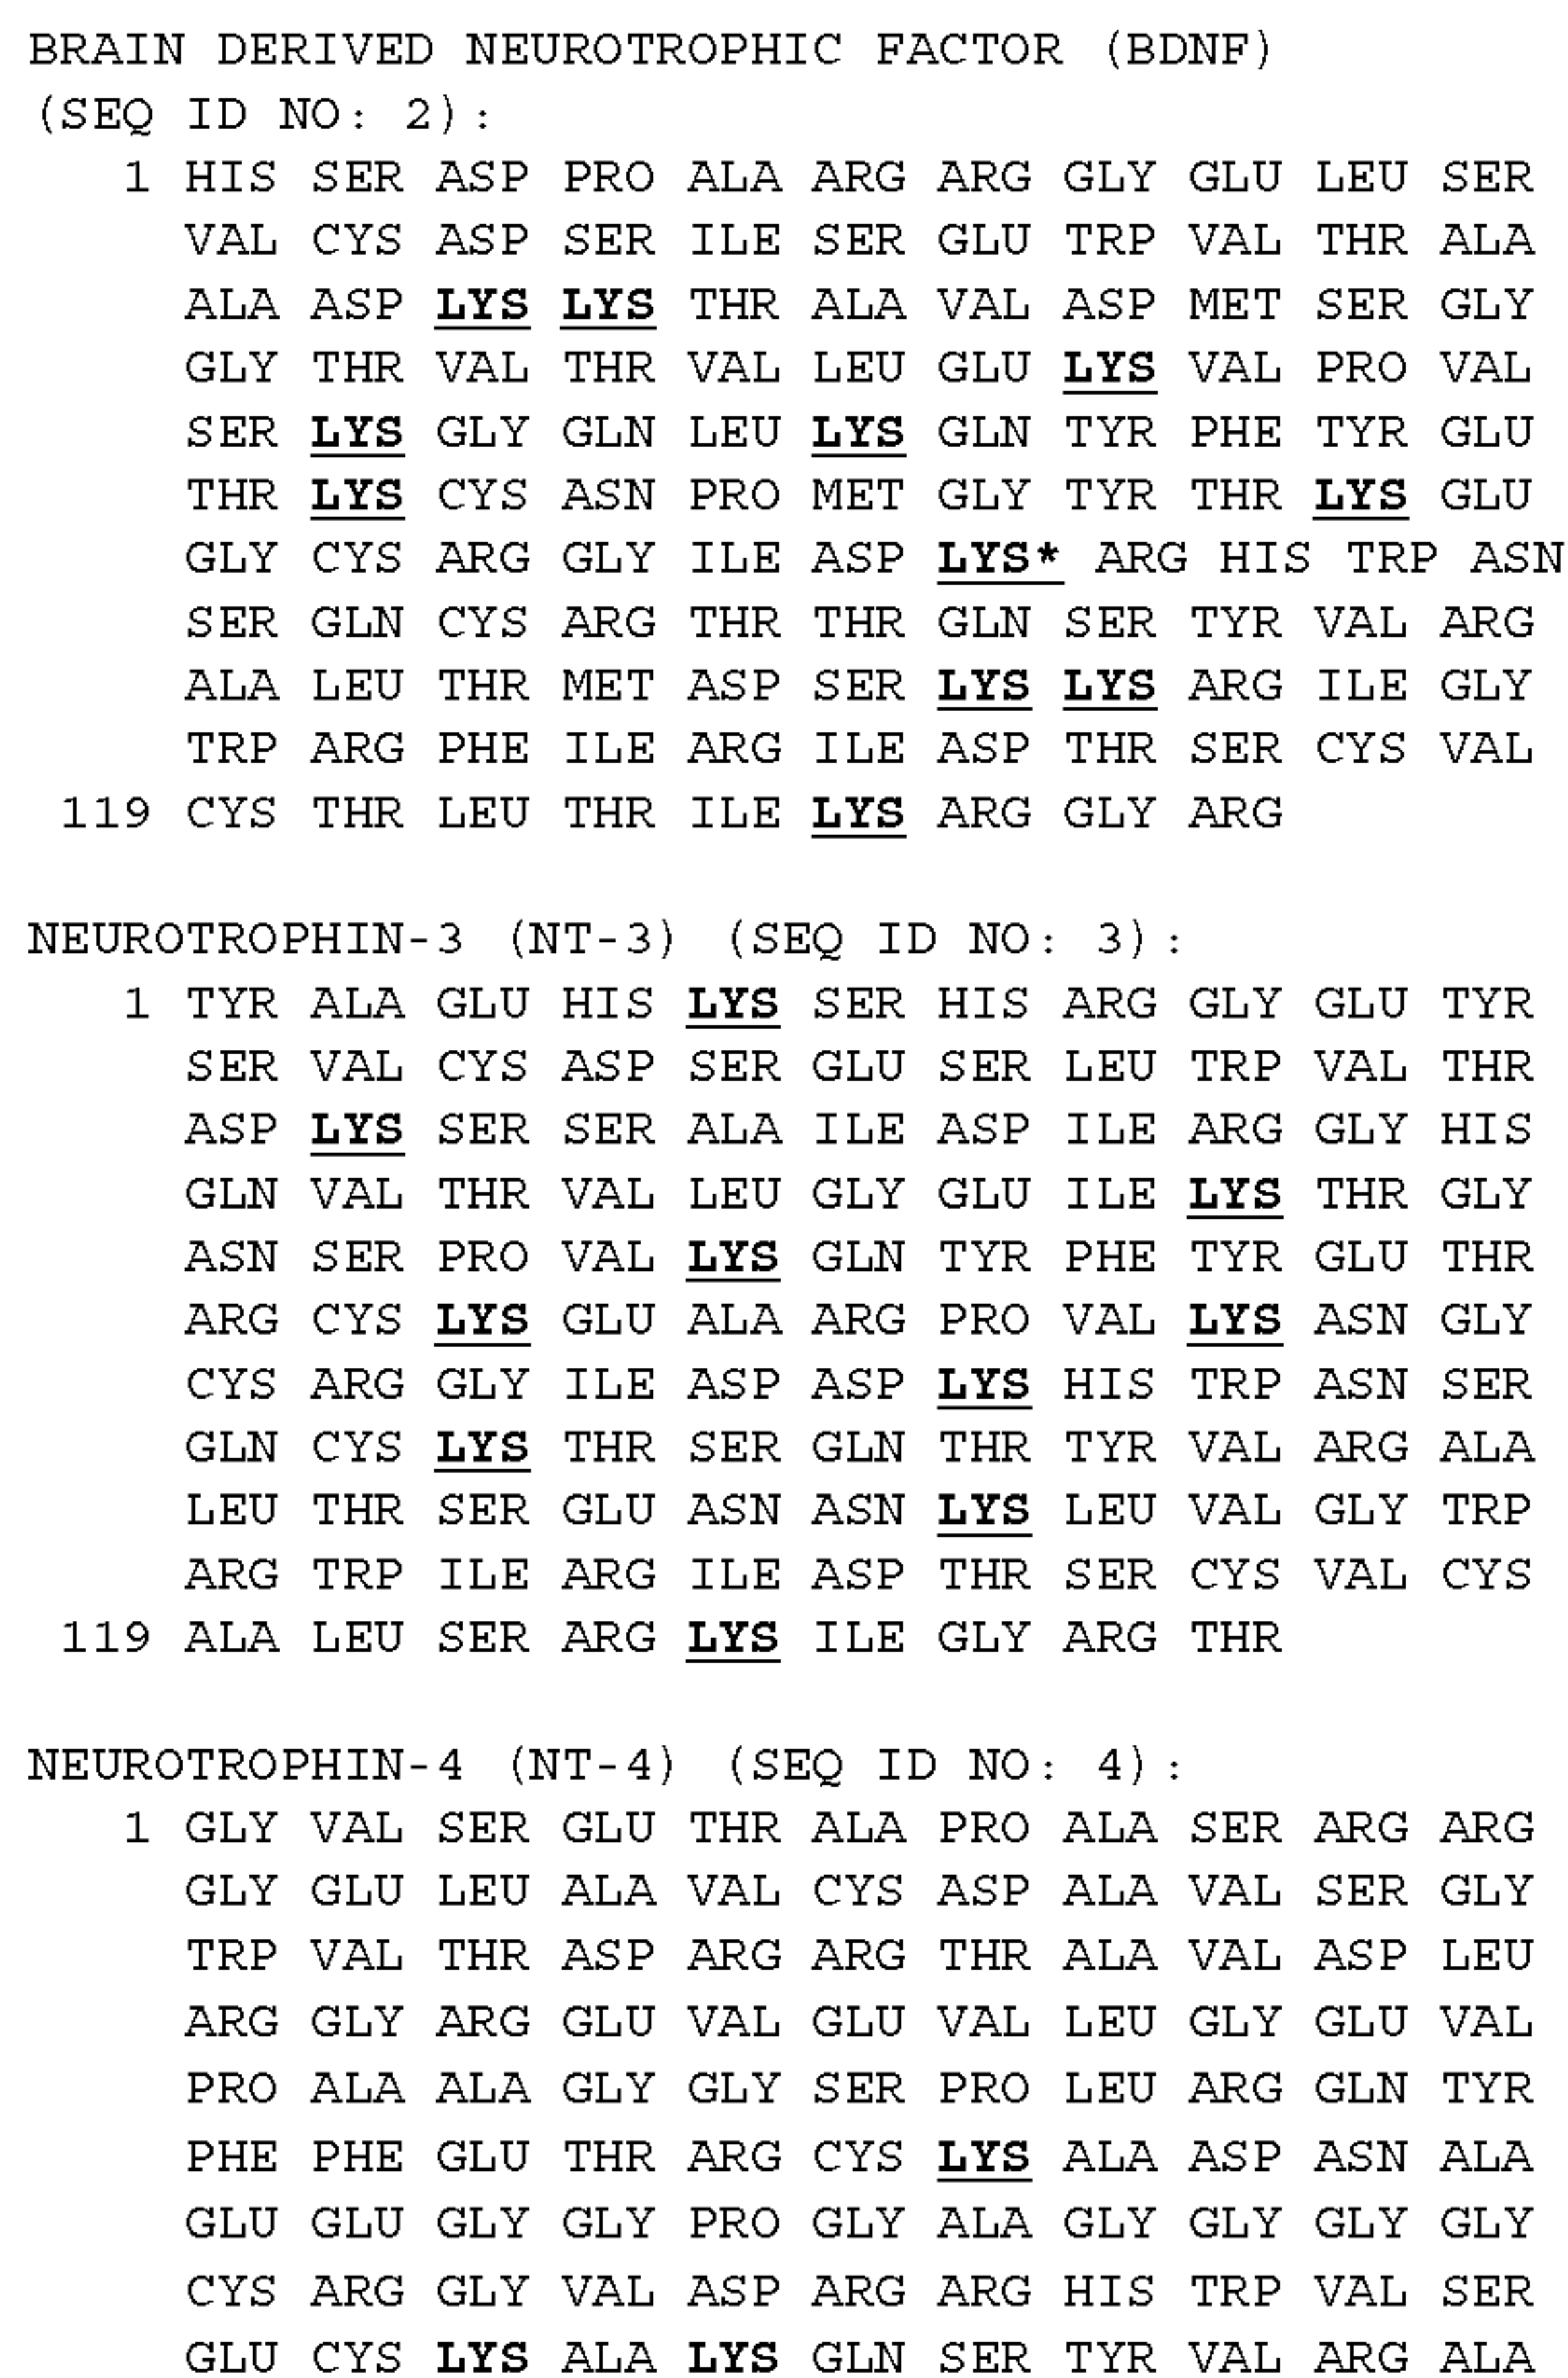 BRAIN DERIVED NEUROTROPHIC FACTOR (BDNF)
(SEQ ID NO: 2):
1 HIS SER ASP PRO ALA ARG ARG GLY GLU LEU SER
VAL CYS ASP SER ILE SER GLU TRP VAL THR ALA
ALA ASP LYS LYS THR ALA VAL ASP MET SER GLY
GLY THR VAL THR VAL LEU GLU LYS VAL PRO VAL
SER LYS GLY GLN LEU LYS GLN TYR PHE TYR GLU
THR LYS CYS ASN PRO MET GLY TYR THR LYS GLU
GLY CYS ARG GLY ILE ASP LYS* ARG HIS TRP ASN
SER GLN CYS ARG THR THR GLN SER TYR VAL ARG
ALA LEU THR MET ASP SER LYS LYS ARG ILE GLY
TRP ARG PHE ILE ARG ILE ASP THR SER CYS VAL
119 CYS THR LEU THR ILE LYS ARG GLY ARG
NEUROTROPHIN-3 (NT-3) (SEQ ID NO: 3):
1 TYR ALA GLU HIS LYS SER HIS ARG GLY GLU TYR
SER VAL CYS ASP SER GLU SER LEU TRP VAL THR
ASP LYS SER SER ALA ILE ASP ILE ARG GLY HIS
GLN VAL THR VAL LEU GLY GLU ILE LYS THR GLY
ASN SER PRO VAL LYS GLN TYR PHE TYR GLU THR
ARG CYS LYS GLU ALA ARG PRO VAL LYS ASN GLY
CYS ARG GLY ILE ASP ASP LYS HIS TRP ASN SER
GLN CYS LYS THR SER GLN THR TYR VAL ARG ALA
LEU THR SER GLU ASN ASN LYS LEU VAL GLY TRP
ARG TRP ILE ARG ILE ASP THR SER CYS VAL CYS
119 ALA LEU SER ARG LYS ILE GLY ARG THR
NEUROTROPHIN-4 (NT-4) (SEQ ID NO: 4):
1 GLY VAL SER GLU THR ALA PRO ALA SER ARG ARG
GLY GLU LEU ALA VAL CYS ASP ALA VAL SER GLY
TRP VAL THR ASP ARG ARG THR ALA VAL ASP LEU
ARG GLY ARG GLU VAL GLU VAL LEU GLY GLU VAL
PRO ALA ALA GLY GLY SER PRO LEU ARG GLN TYR
PHE PHE GLU THR ARG CYS LYS ALA ASP ASN ALA
GLU GLU GLY GLY PRO GLY ALA GLY GLY GLY GLY
CYS ARG GLY VAL ASP ARG ARG HIS TRP VAL SER
GLU CYS LYS ALA LYS GLN SER TYR VAL ARG ALA